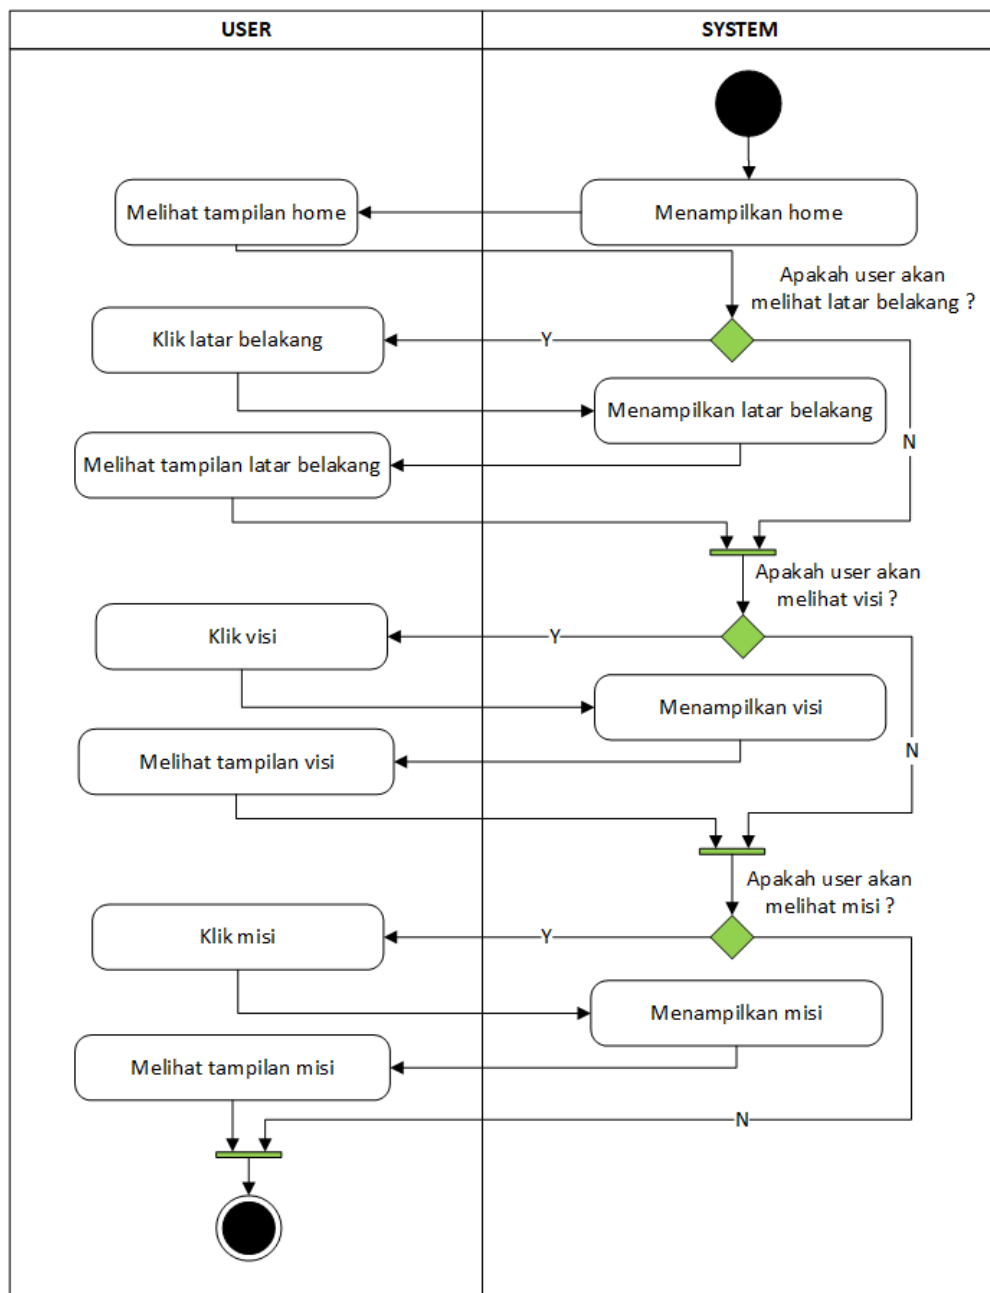 USER
SYSTEM
Melihat tampilan home
Menampilkan home
Apakah user akan
melihat latar belakang ?
Klik latar belakang
Y
Menampilkan latar belakang
N
Melihat tampilan latar belakang
Apakah user akan
melihat visi ?
Klik visi
Y
Menampilkan visi
N
Melihat tampilan visi
Apakah user akan
melihat misi ?
Klik misi
Y
Menampilkan misi
Melihat tampilan misi
N